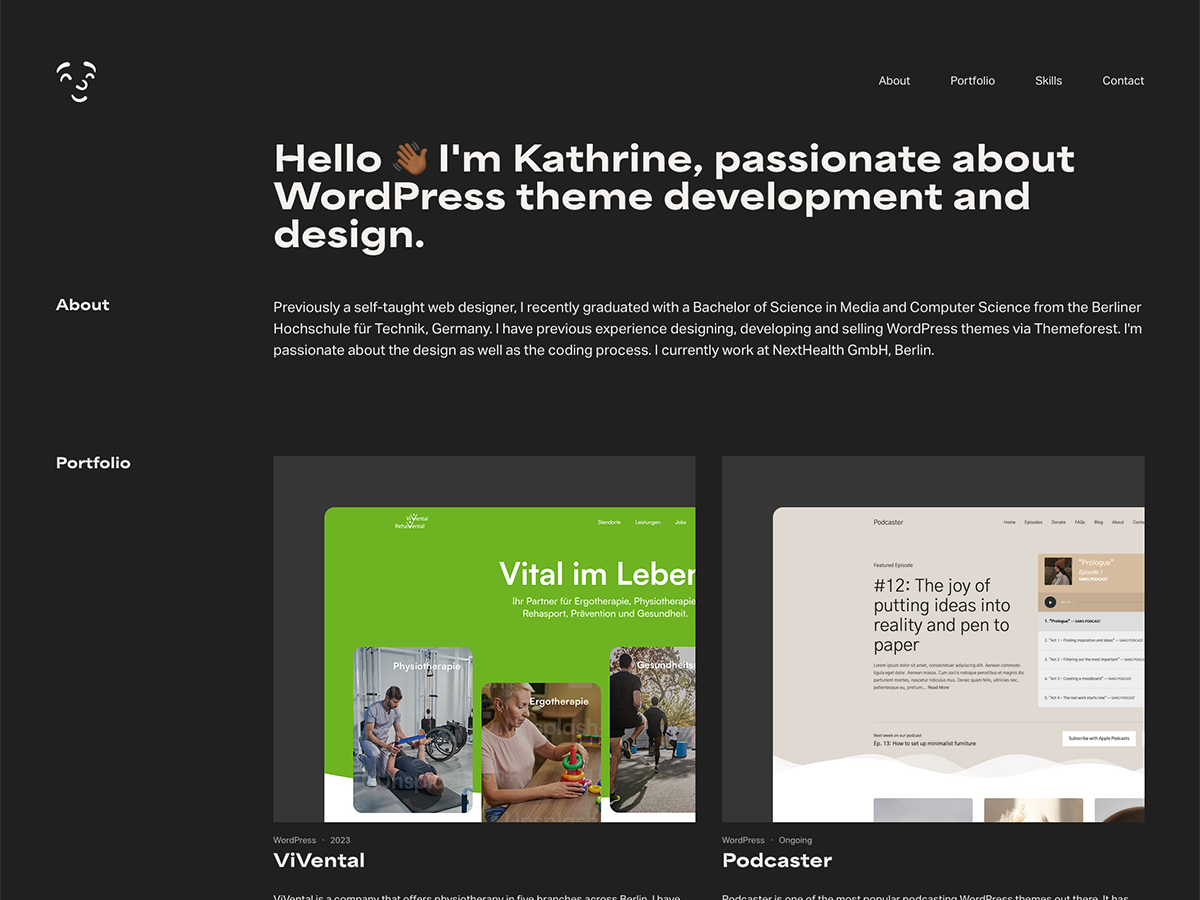 About Portfolio Skills Contact
Hello 👋🏾 I'm Kathrine, passionate about
WordPress theme development and
design.
About
Previously a self-taught web designer, I recently graduated with a Bachelor of Science in Media and Computer Science from the Berliner
Hochschule für Technik, Germany. I have previous experience designing, developing and selling WordPress themes via Themeforest. I'm
passionate about the design as well as the coding process. I currently work at NextHealth GmbH, Berlin.
Portfolio
ViVental
RehaVental
Standorte Leistungen Jobs
Vital im Leben
Ihr Partner für Ergotherapie, Physiotherapie
Rehasport, Prävention und Gesundheit.
Physiotherapie
Ergotherapie
Gesundheits
WordPress · 2023
ViVental
ViVental is a company that offers physiotherapy in five branches across Berlin. I have
Podcaster
Home Episodes Donate FAQs Blog About Conta
Featured Episode
#12: The joy of
putting ideas into
reality and pen to
paper
Lorem ipsum dolor sit amet, consectetuer adipiscing elit. Aenean commodo
ligula eget dolor. Aenean massa. Cum sociis natoque penatibus et magnis dis
parturient montes, nascetur ridiculus mus. Donec quam felis, ultricies nec,
pellentesque eu, pretium... Read More
"Prologue"
Episode 1
SANS PODCAST
1. "Prologue" — SANS PODCAST
2. "Act 1 – Finding inspiration and ideas" — SANS PODCAST
3. "Act 2 – Filtering out the most important" — SANS PODCAST
4. "Act 3 – Creating a moodboard" — SANS PODCAST
5. "Act 4 – The real work starts now" — SANS PODCAST
Next week on our podcast
Ep. 13: How to set up minimalist furniture
Subscribe with Apple Podcasts
WordPress · Ongoing
Podcaster
Podcaster is one of the most popular podcasting WordPress themes out there. It has